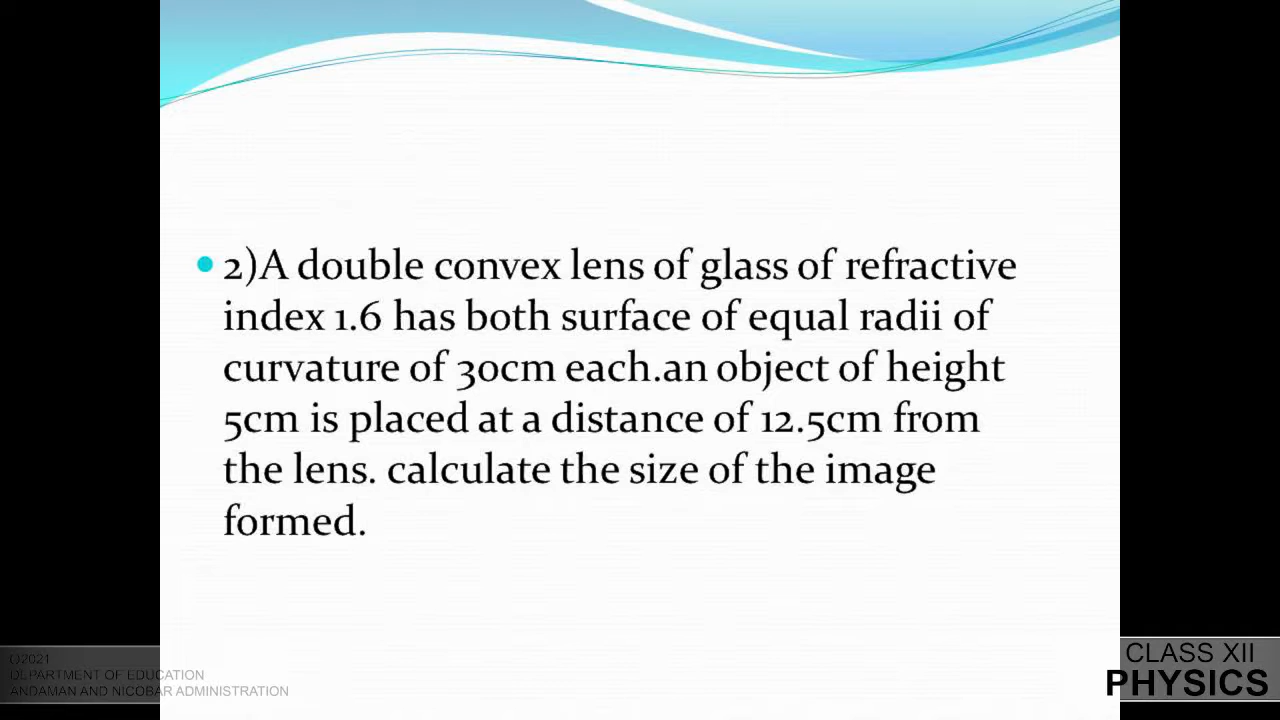 2)A double convex lens of glass of refractive
index 1.6 has both surface of equal radii of
curvature of 30cm each.an object of height
5cm is placed at a distance of 12.5cm from
the lens. calculate the size of the image
formed.
©2021
DEPARTMENT OF EDUCATION
ANDAMAN AND NICOBAR ADMINISTRATION
CLASS XII
PHYSICS